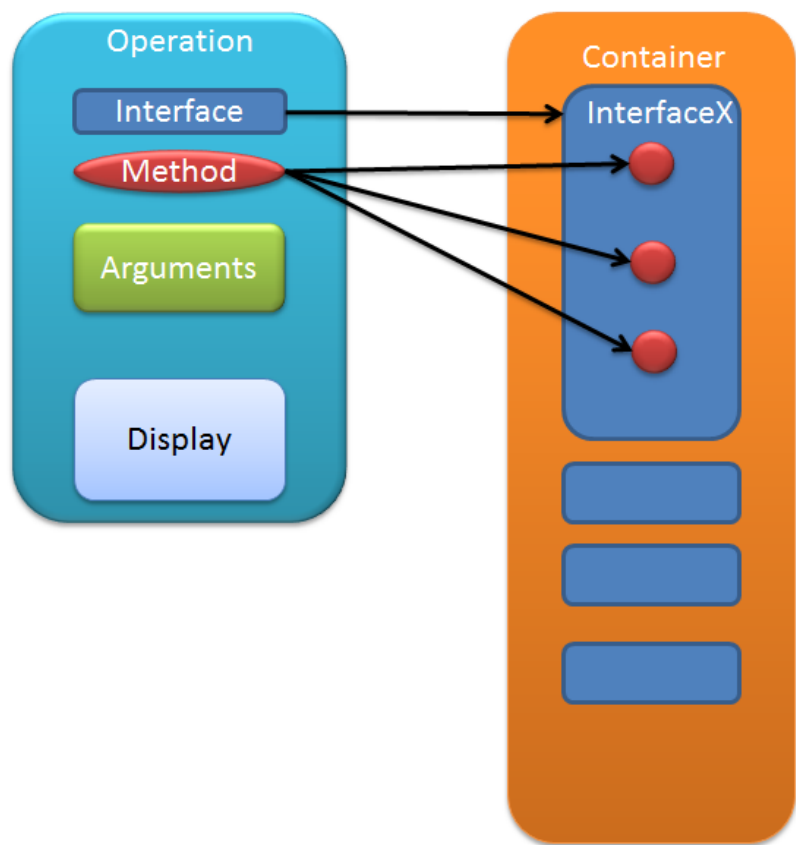 Operation
Interface
Method
Arguments
Display
Container
InterfaceX